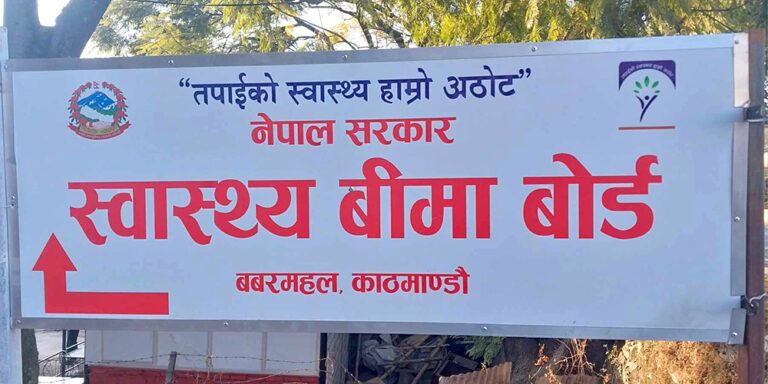 “तपाईको स्वास्थ्य हाम्रो अठोट”
नेपाल सरकार
स्वास्थ्य बीमा बोर्ड
बबरमहल, काठमाण्डौ